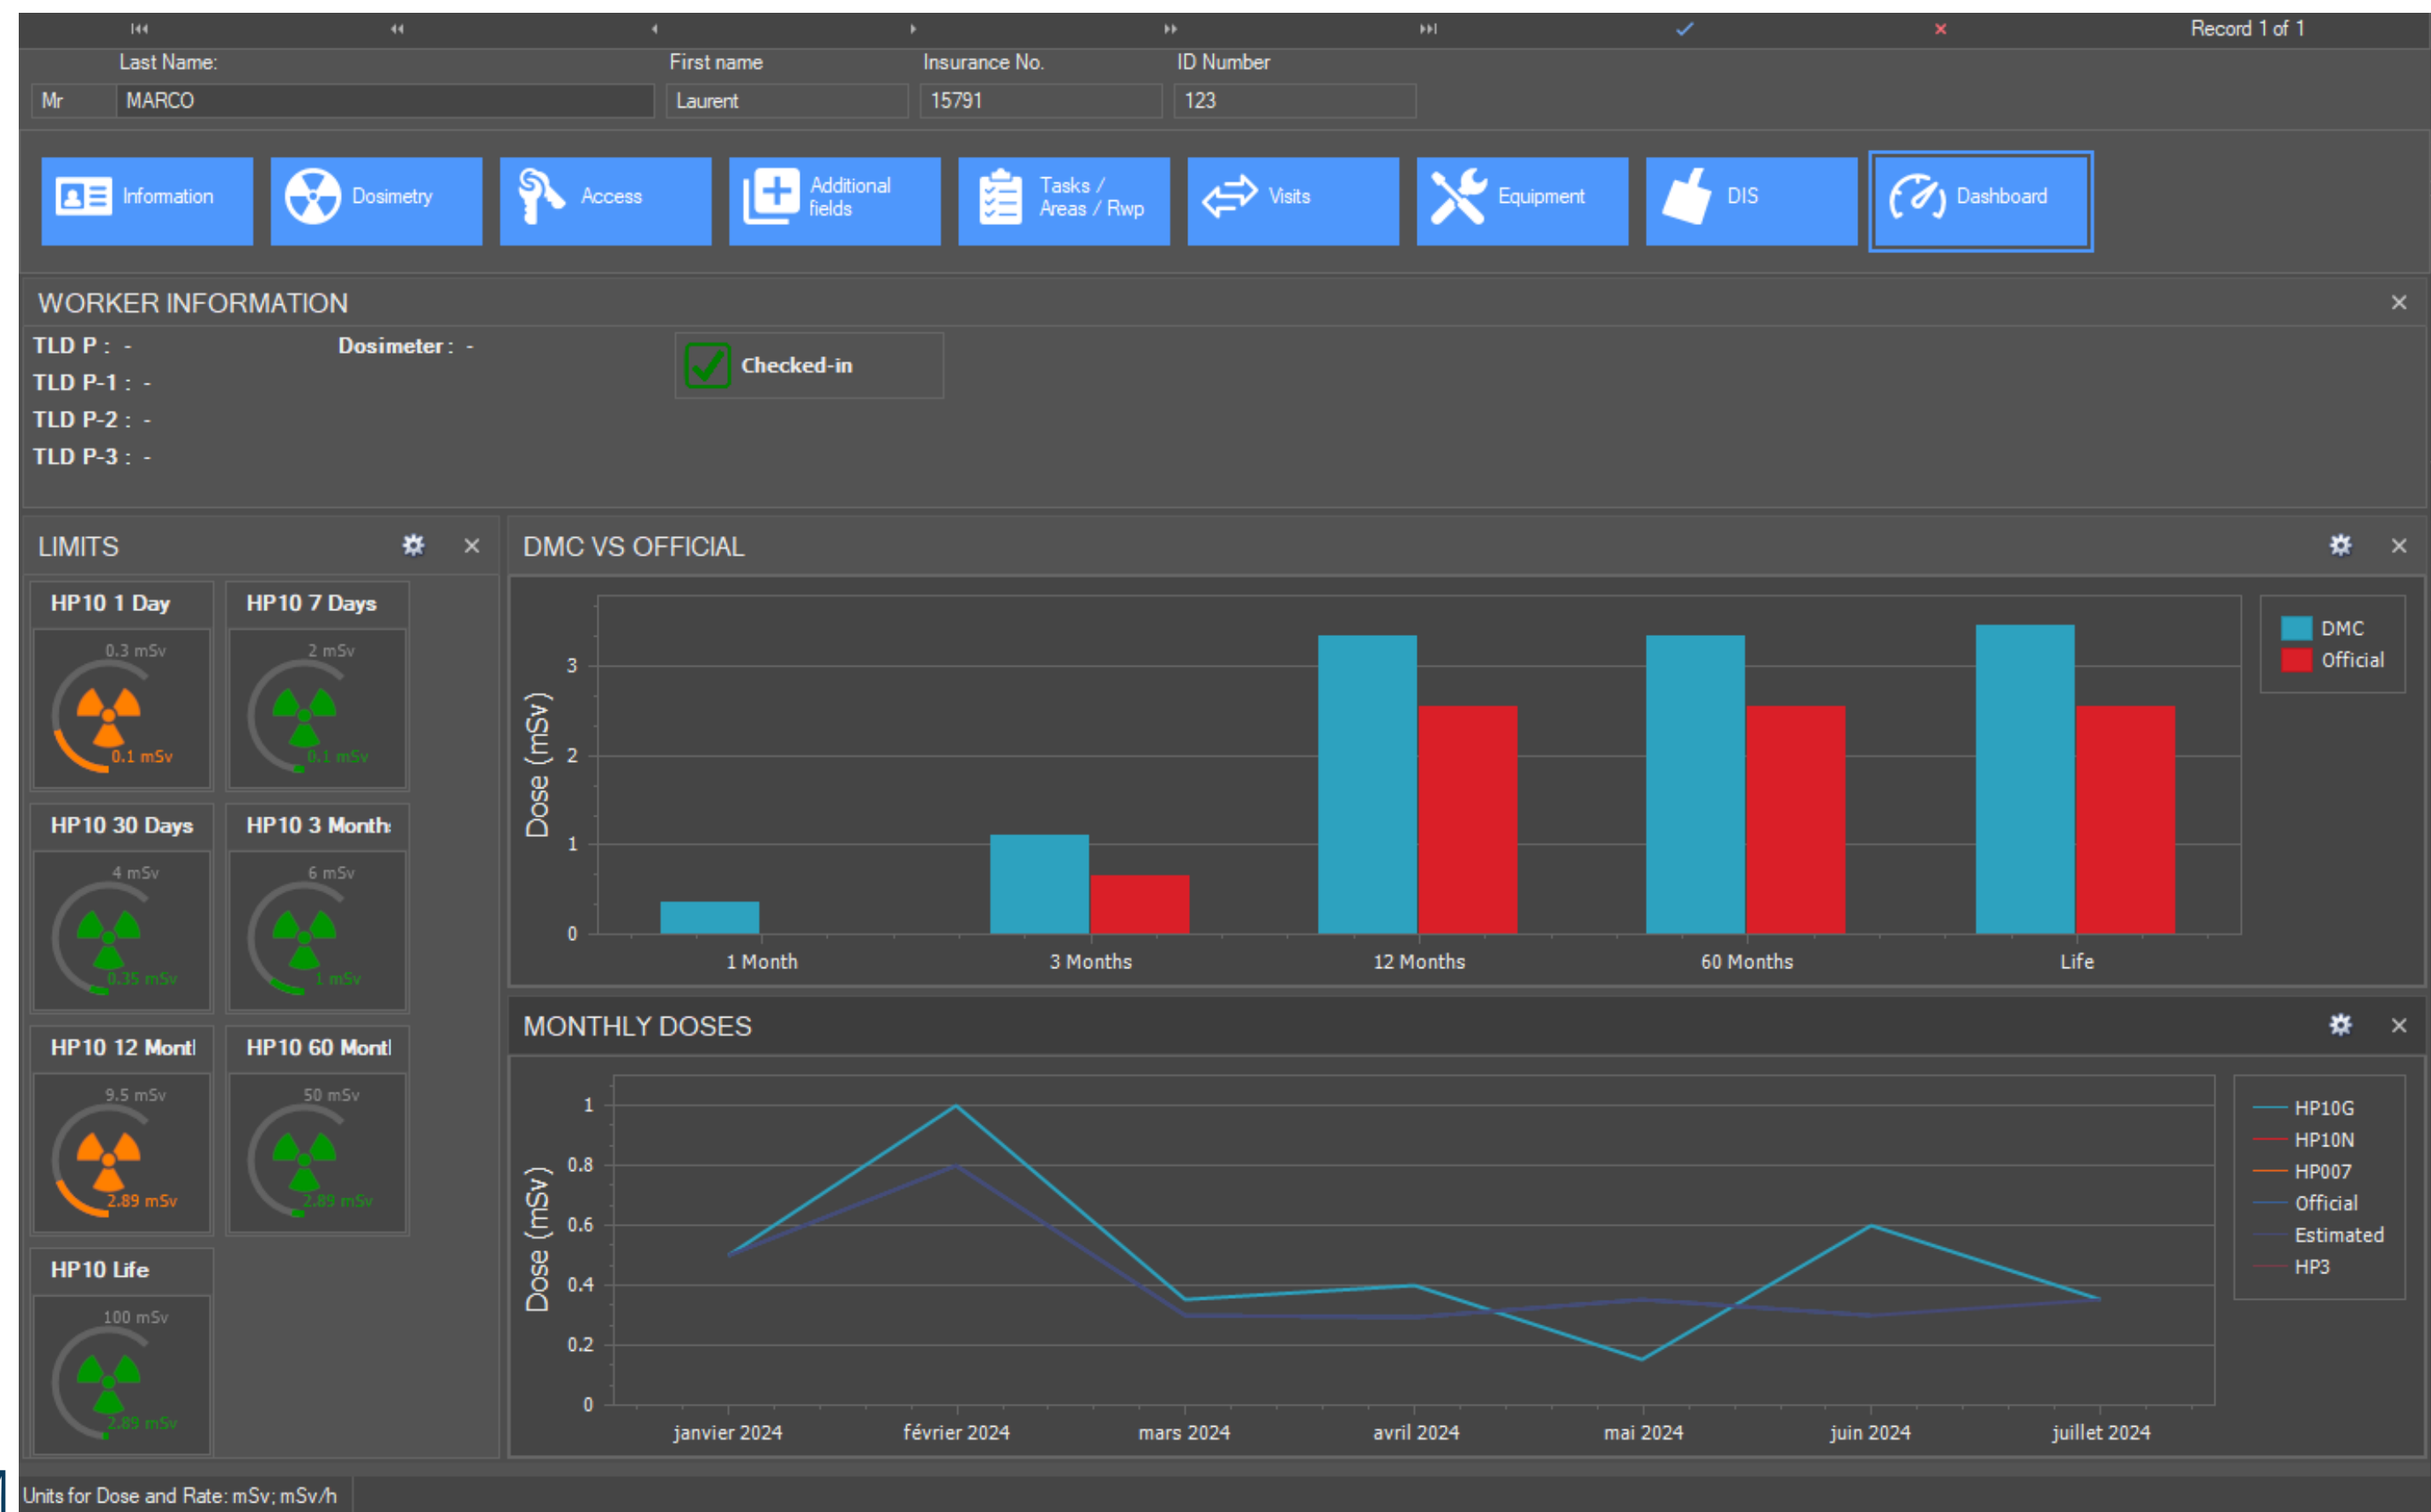 Record 1 of 1
Last Name: First name Insurance No. ID Number
Mr MARCO Laurent 15791 123
Information Dosimetry Access Additional fields Tasks / Areas / Rwp Visits Equipment DIS Dashboard
WORKER INFORMATION
TLD P : - Dosimeter : - Checked-in
TLD P-1 : -
TLD P-2 : -
TLD P-3 : -
LIMITS
HP10 1 Day HP10 7 Days
0.3 mSv 2 mSv
0.1 mSv 0.1 mSv
HP10 30 Days HP10 3 Month
4 mSv 6 mSv
0.35 mSv 1 mSv
HP10 12 Mont HP10 60 Mont
9.5 mSv 50 mSv
2.89 mSv 2.89 mSv
HP10 Life
100 mSv
2.89 mSv
DMC VS OFFICIAL
Dose (mSv)
3
2
1
0
1 Month 3 Months 12 Months 60 Months Life
DMC
Official
MONTHLY DOSES
Dose (mSv)
1
0.8
0.6
0.4
0.2
0
janvier 2024 février 2024 mars 2024 avril 2024 mai 2024 juin 2024 juillet 2024
HP10G
HP10N
HP007
Official
Estimated
HP3
Units for Dose and Rate: mSv; mSv/h